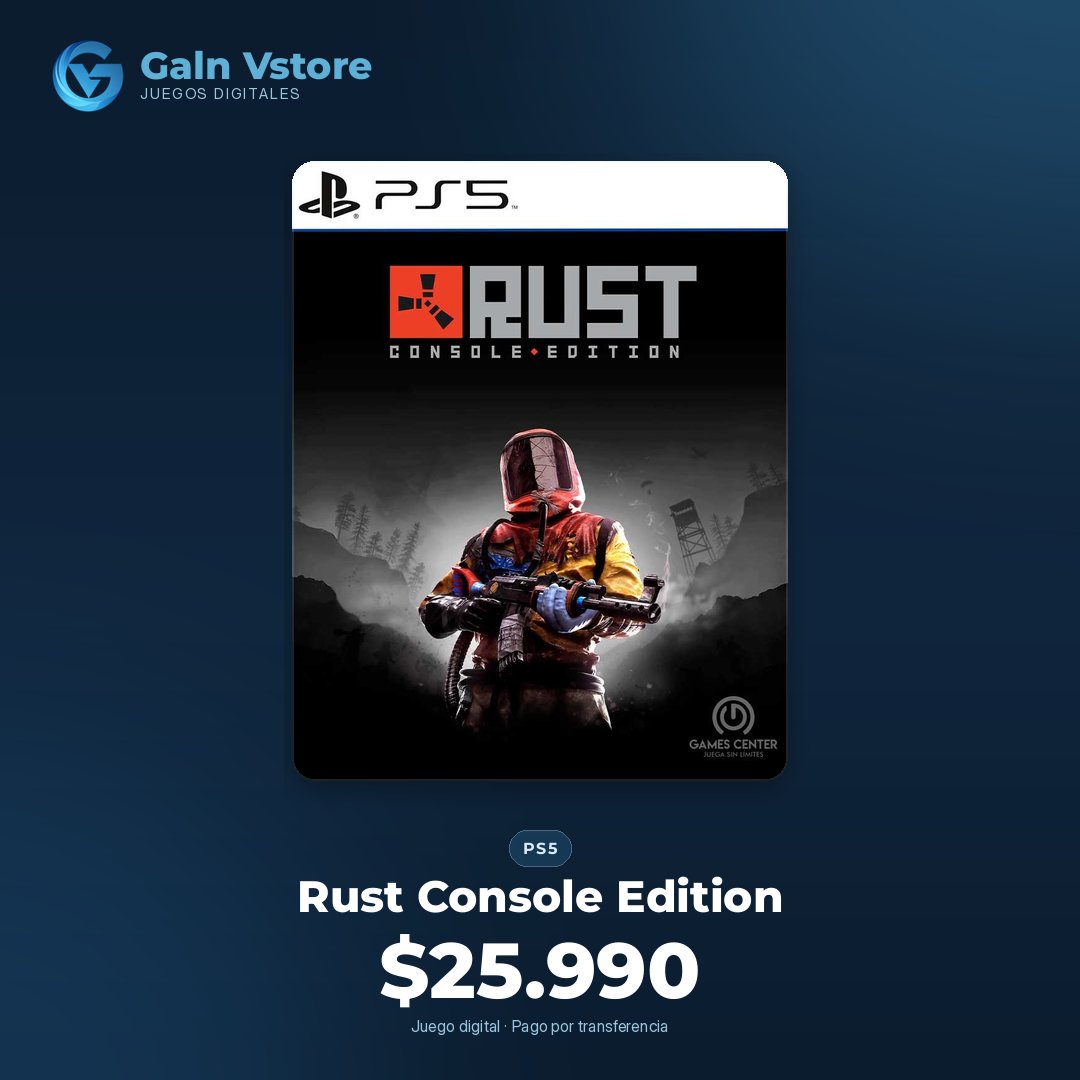 Galn Vstore
JUEGOS DIGITALES
PS5
RUST
CONSOLE EDITION
GAMES CENTER
JUEGA SIN LÍMITES
PS5
Rust Console Edition
$25.990
Juego digital · Pago por transferencia